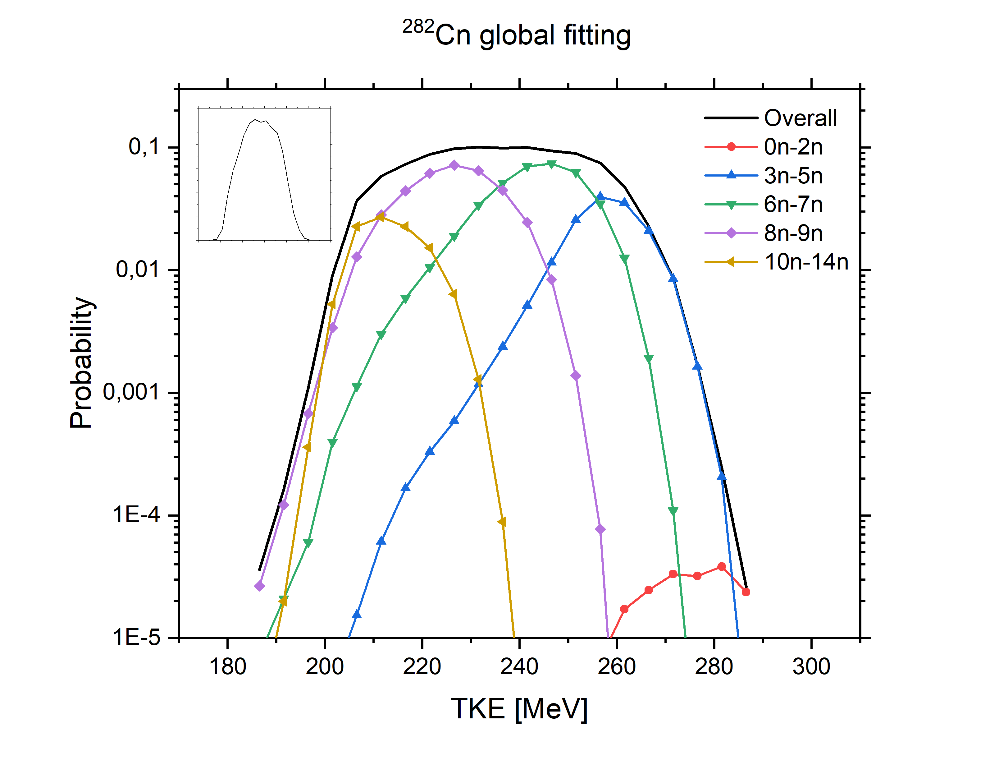 ²⁸²Cn global fitting
Overall
0n-2n
3n-5n
6n-7n
8n-9n
10n-14n
Probability
0,1
0,01
0,001
1E-4
1E-5
180 200 220 240 260 280 300
TKE [MeV]